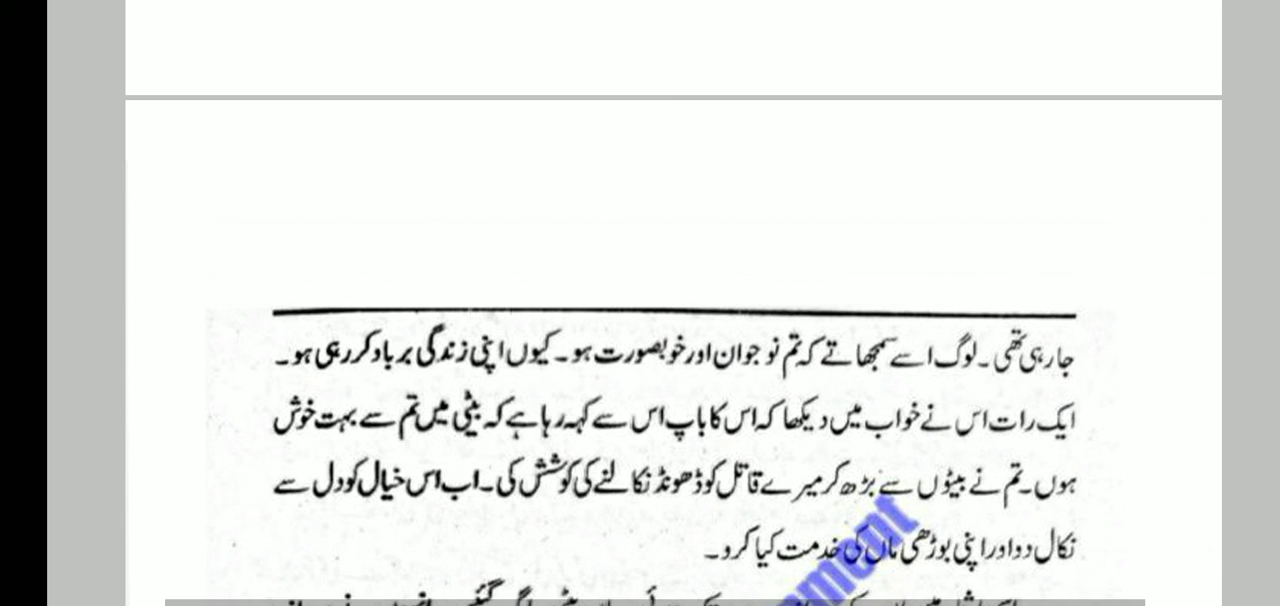 جا رہی تھی۔ لوگ اسے سمجھاتے کہ تم نوجوان اور خوبصورت ہو۔ کیوں اپنی زندگی برباد کر رہی ہو۔
ایک رات اس نے خواب میں دیکھا کہ اس کا باپ اس سے کہہ رہا ہے کہ بیٹی میں تم سے بہت خوش
ہوں۔ تم نے بیٹوں سے بڑھ کر میرے قاتل کو ڈھونڈ نکالنے کی کوشش کی۔ اب اس خیال کو دل سے
نکال دو اور اپنی بوڑھی ماں کی خدمت کیا کرو۔